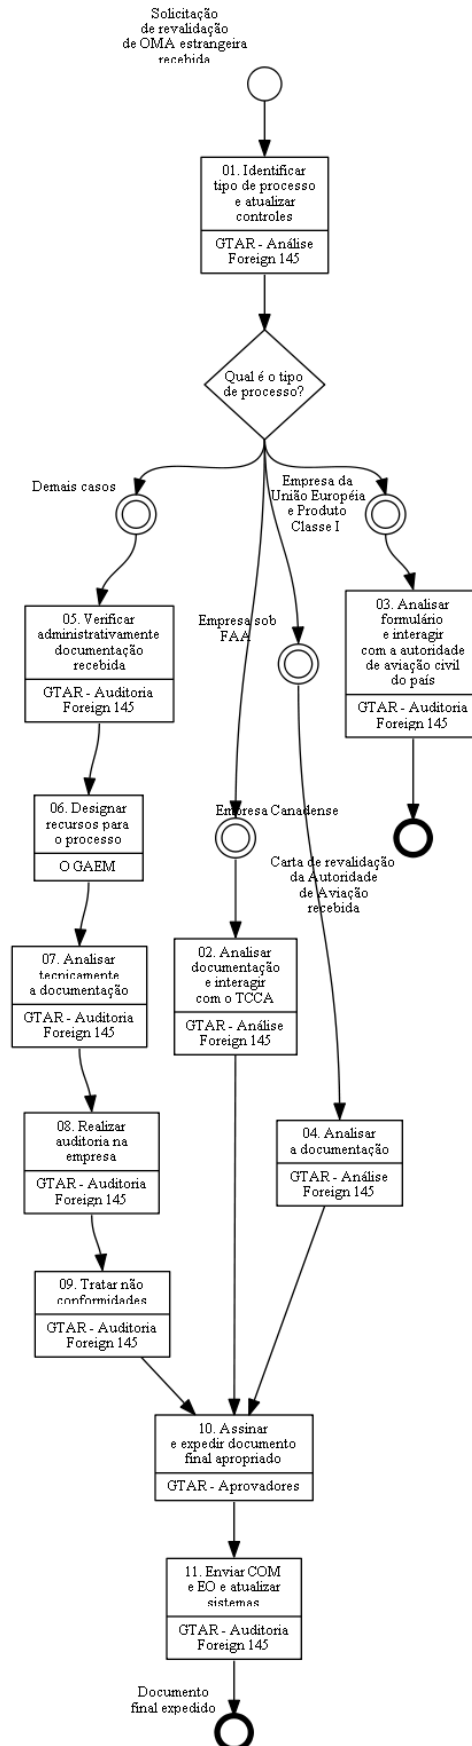 Solicitação
de revalidação
de OMA estrangeira
recebida
01. Identificar
tipo de processo
e atualizar
controles
GTAR - Análise
Foreign 145
Qual é o tipo
de processo?
Demais casos
Empresa da
União Européia
e Produto
Classe I
05. Verificar
administrativamente
documentação
recebida
GTAR - Auditoria
Foreign 145
Empresa sob
FAA
03. Analisar
formulário
e interagir
com a autoridade
de aviação civil
do país
GTAR - Auditoria
Foreign 145
06. Designar
recursos para
o processo
O GAEM
Empresa Canadense
Carta de revalidação
da Autoridade
de Aviação
recebida
07. Analisar
tecnicamente
a documentação
GTAR - Auditoria
Foreign 145
02. Analisar
documentação
e interagir
com o TCCA
GTAR - Análise
Foreign 145
08. Realizar
auditoria na
empresa
GTAR - Auditoria
Foreign 145
04. Analisar
a documentação
GTAR - Análise
Foreign 145
09. Tratar não
conformidades
GTAR - Auditoria
Foreign 145
10. Assinar
e expedir documento
final apropriado
GTAR - Aprovadores
11. Enviar COM
e EO e atualizar
sistemas
GTAR - Auditoria
Foreign 145
Documento
final expedido